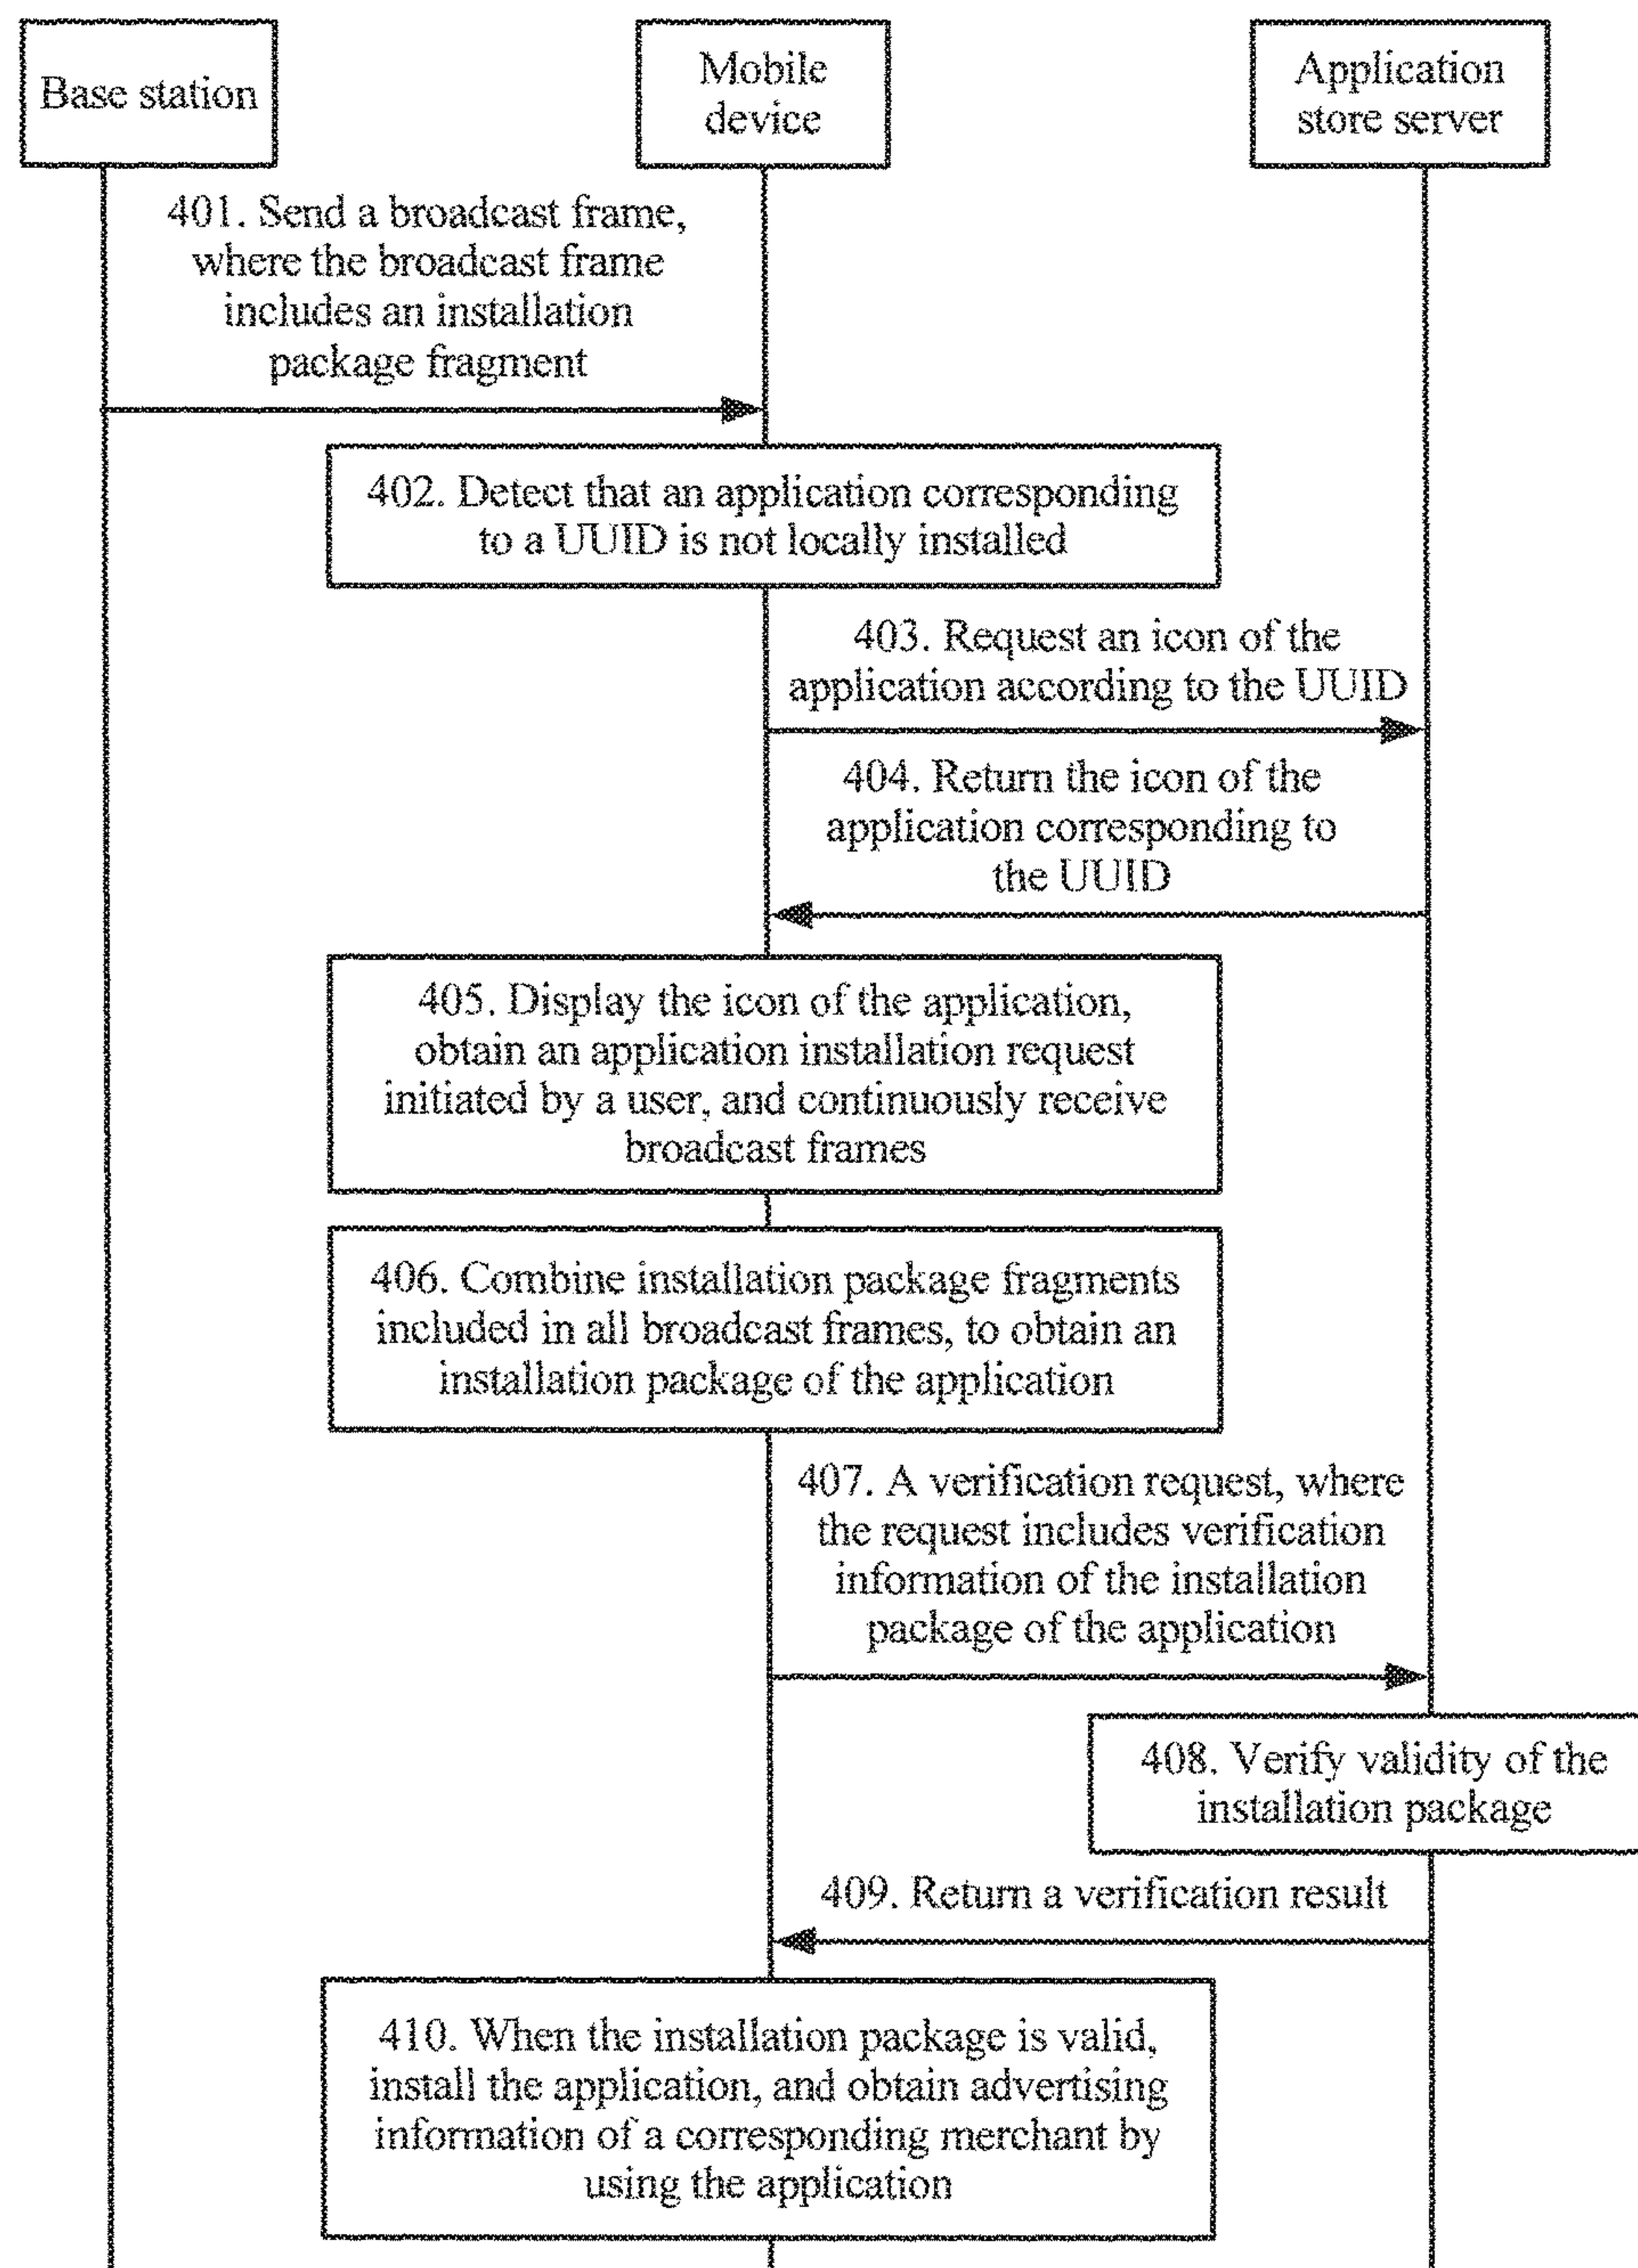 Base station
Mobile
device
Application
store server
401. Send a broadcast frame,
where the broadcast frame
includes an installation
package fragment
402. Detect that an application corresponding
to a UUID is not locally installed
403. Request an icon of the
application according to the UUID
404. Return the icon of the
application corresponding to
the UUID
405. Display the icon of the application,
obtain an application installation request
initiated by a user, and continuously receive
broadcast frames
406. Combine installation package fragments
included in all broadcast frames, to obtain an
installation package of the application
407. A verification request, where
the request includes verification
information of the installation
package of the application
408. Verify validity of the
installation package
409. Return a verification result
410. When the installation package is valid,
install the application, and obtain advertising
information of a corresponding merchant by
using the application